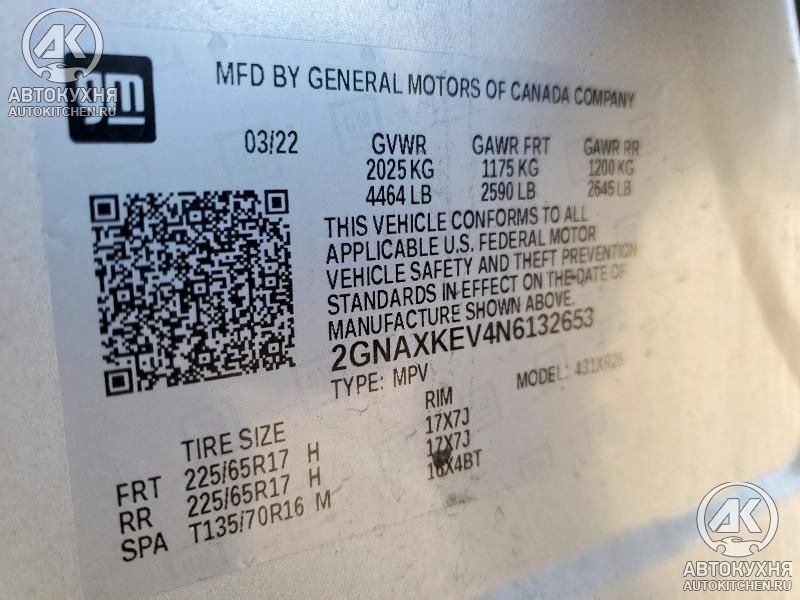 АВТОКУХНЯ
AUTOKITCHEN.RU
gm
MFD BY GENERAL MOTORS OF CANADA COMPANY
03/22 GVWR GAWR FRT GAWR RR
2025 KG 1175 KG 1200 KG
4464 LB 2590 LB 2645 LB
THIS VEHICLE CONFORMS TO ALL
APPLICABLE U.S. FEDERAL MOTOR
VEHICLE SAFETY AND THEFT PREVENTION
STANDARDS IN EFFECT ON THE DATE OF
MANUFACTURE SHOWN ABOVE.
2GNAXKEV4N6132653
TYPE: MPV MODEL: 431XR26
TIRE SIZE RIM
FRT 225/65R17 H 17X7J
RR 225/65R17 H 17X7J
SPA T135/70R16 M 16X4BT
АВТОКУХНЯ
AUTOKITCHEN.RU